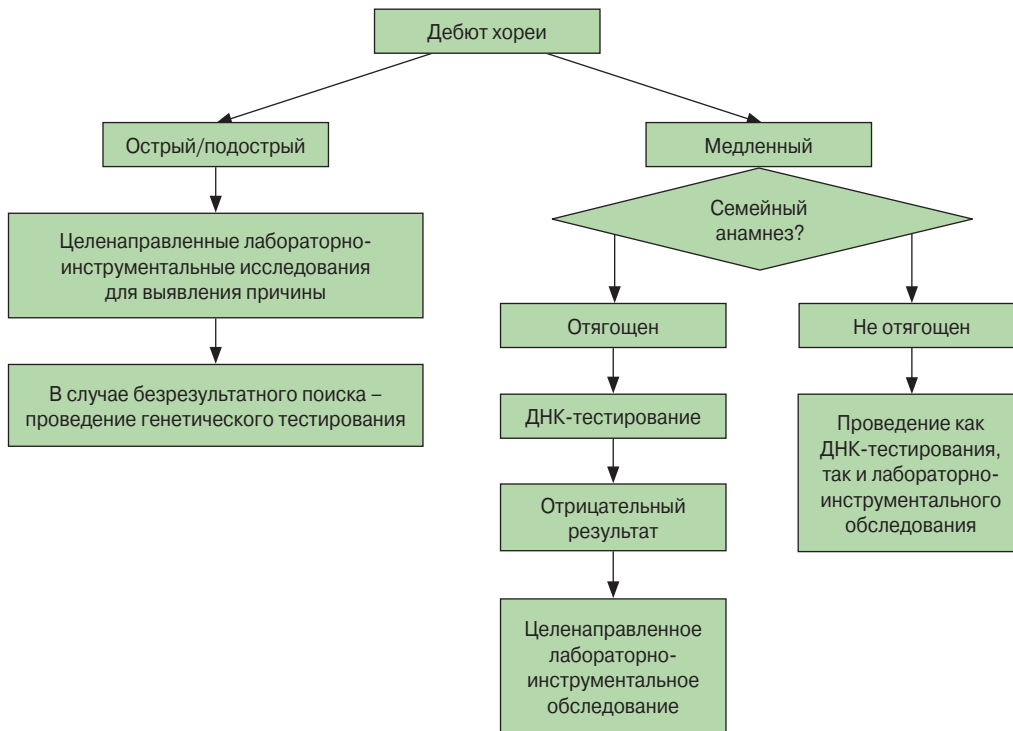 Дебют хореи
Острый/подострый
Целенаправленные лабораторно-
инструментальные исследования
для выявления причины
В случае безрезультатного поиска –
проведение генетического тестирования
Медленный
Семейный
анамнез?
Отягощен
ДНК-тестирование
Отрицательный
результат
Целенаправленное
лабораторно-
инструментальное
обследование
Не отягощен
Проведение как
ДНК-тестирования,
так и лабораторно-
инструментального
обследования